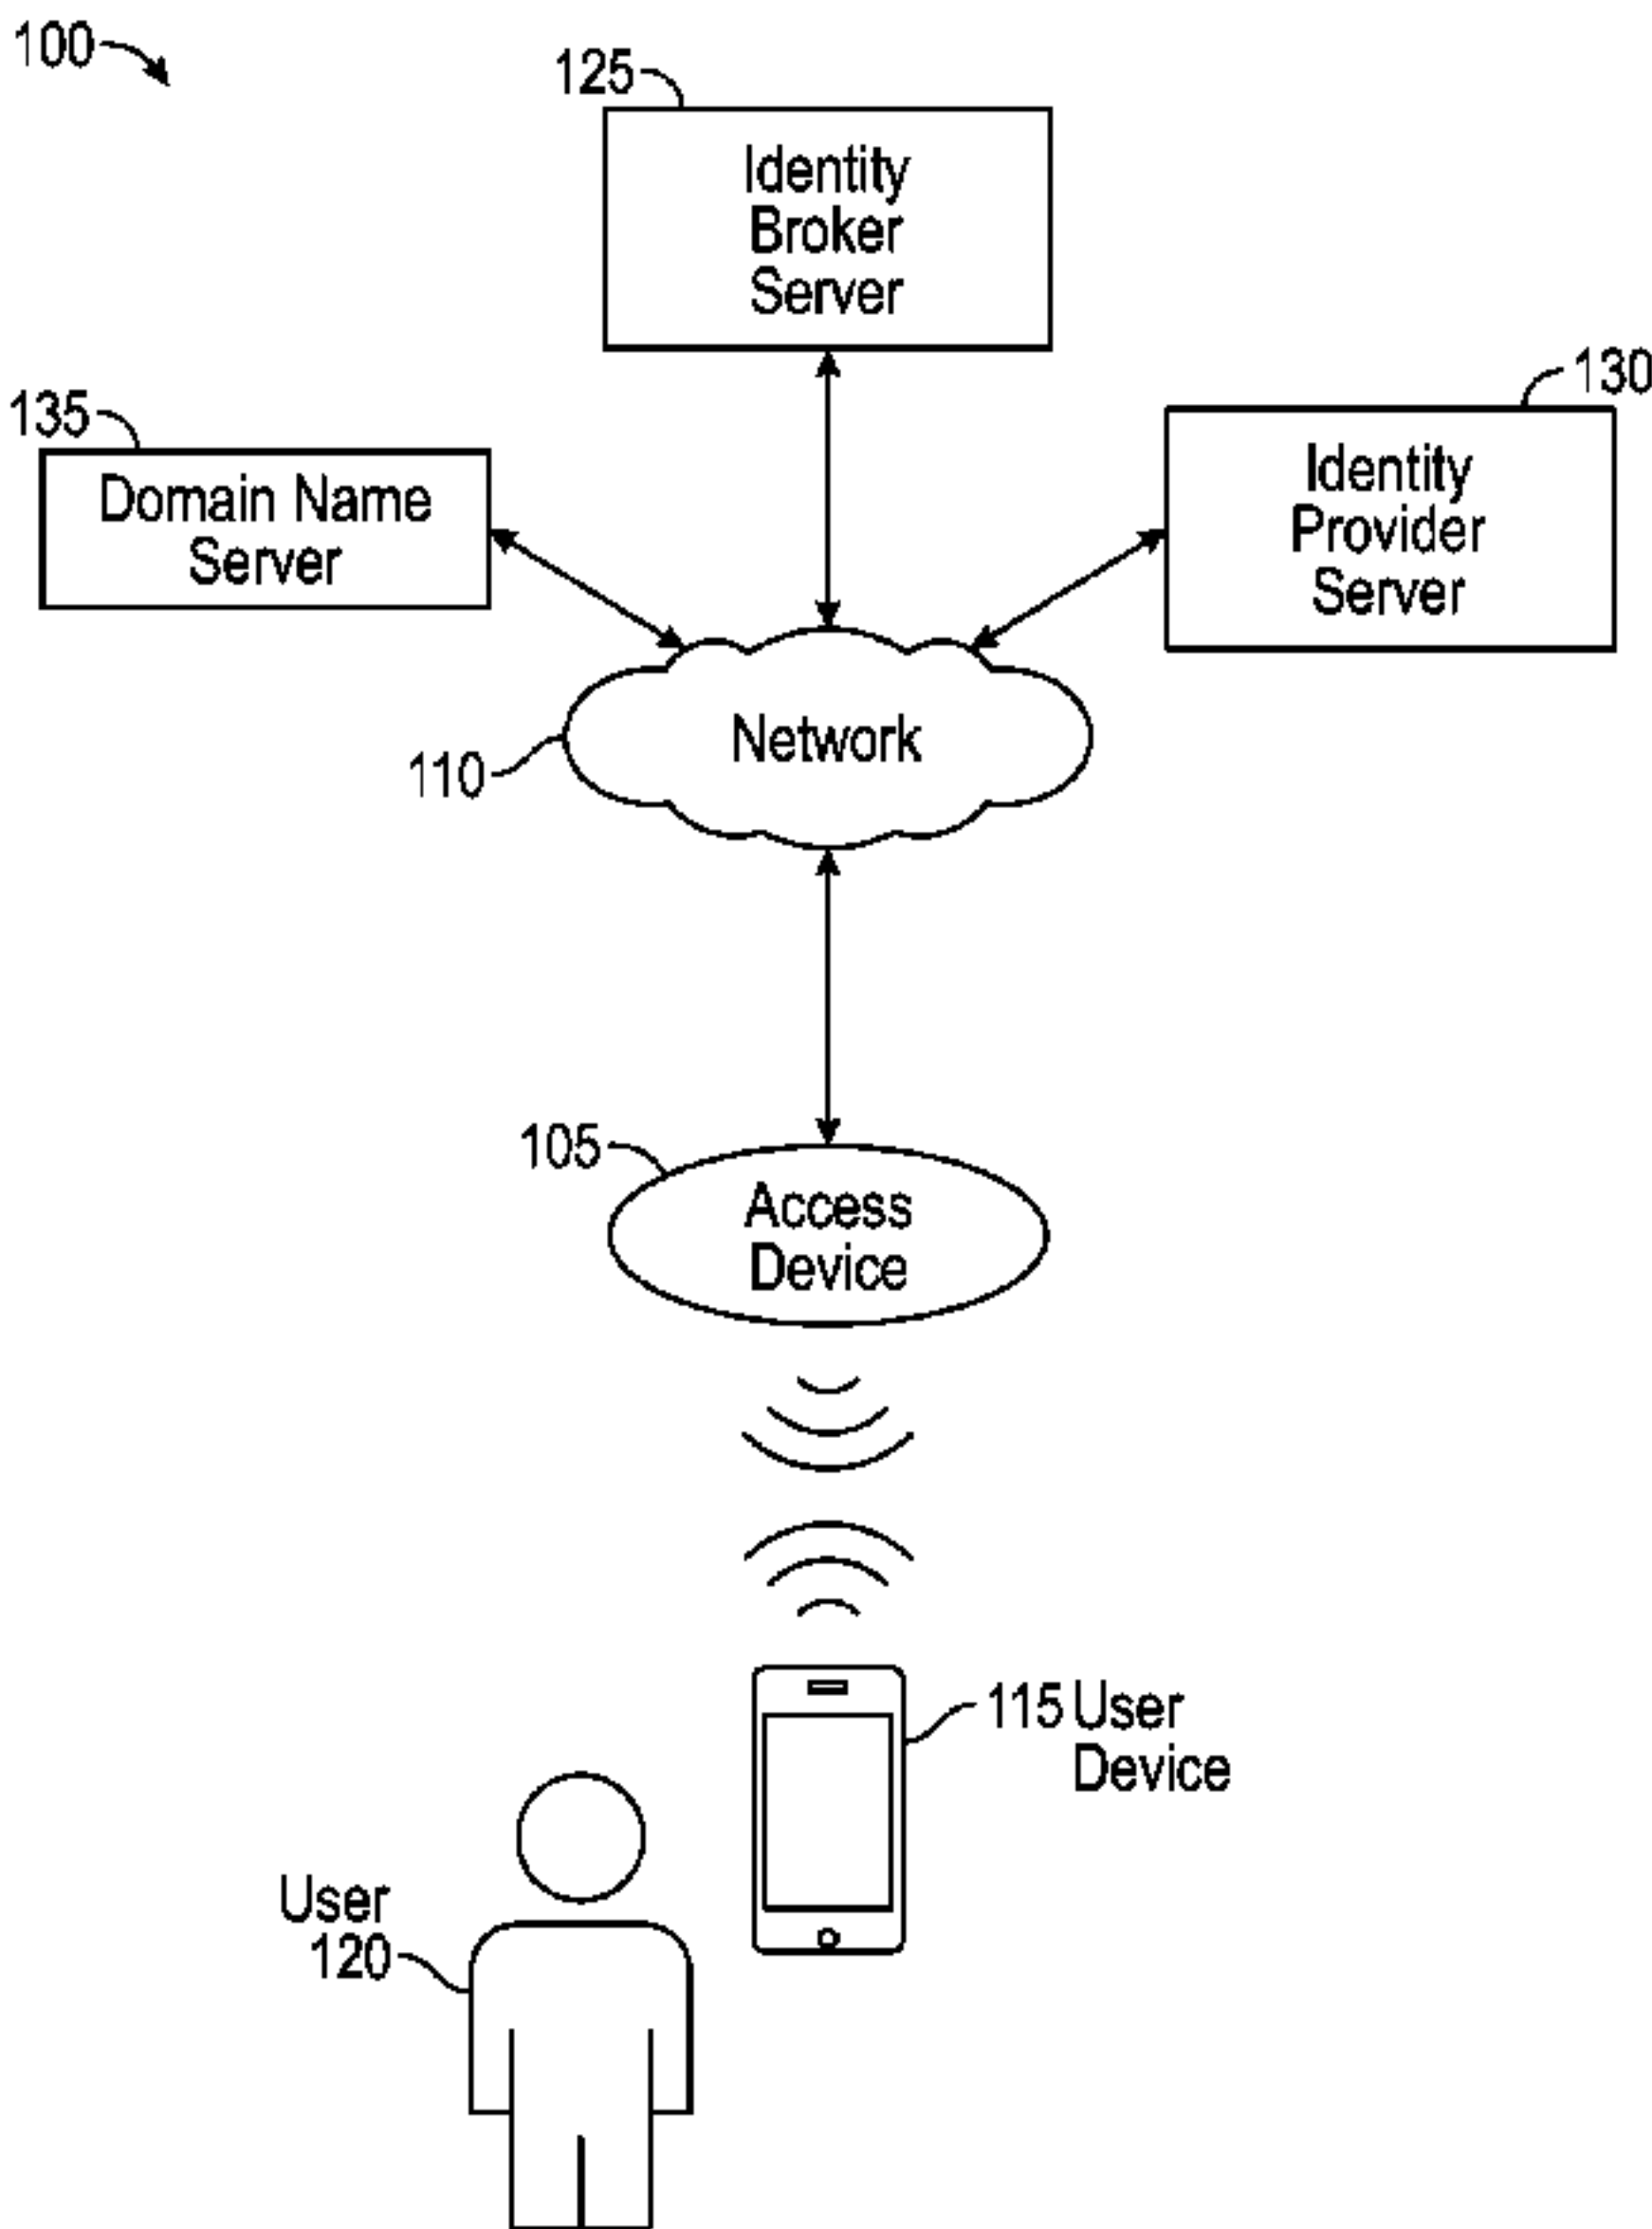 100
125
Identity
Broker
Server
130
135
Domain Name
Server
Identity
Provider
Server
Network
110
105
Access
Device
115 User
Device
User
120